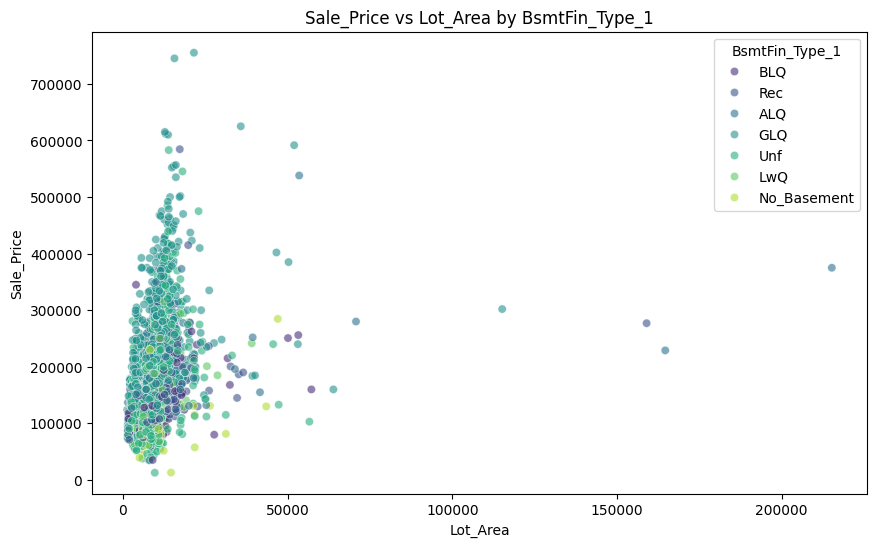 Sale_Price vs Lot_Area by BsmtFin_Type_1
BsmtFin_Type_1
BLQ
Rec
ALQ
GLQ
Unf
LwQ
No_Basement
700000
600000
500000
400000
300000
200000
100000
0
Sale_Price
0
50000
100000
150000
200000
Lot_Area